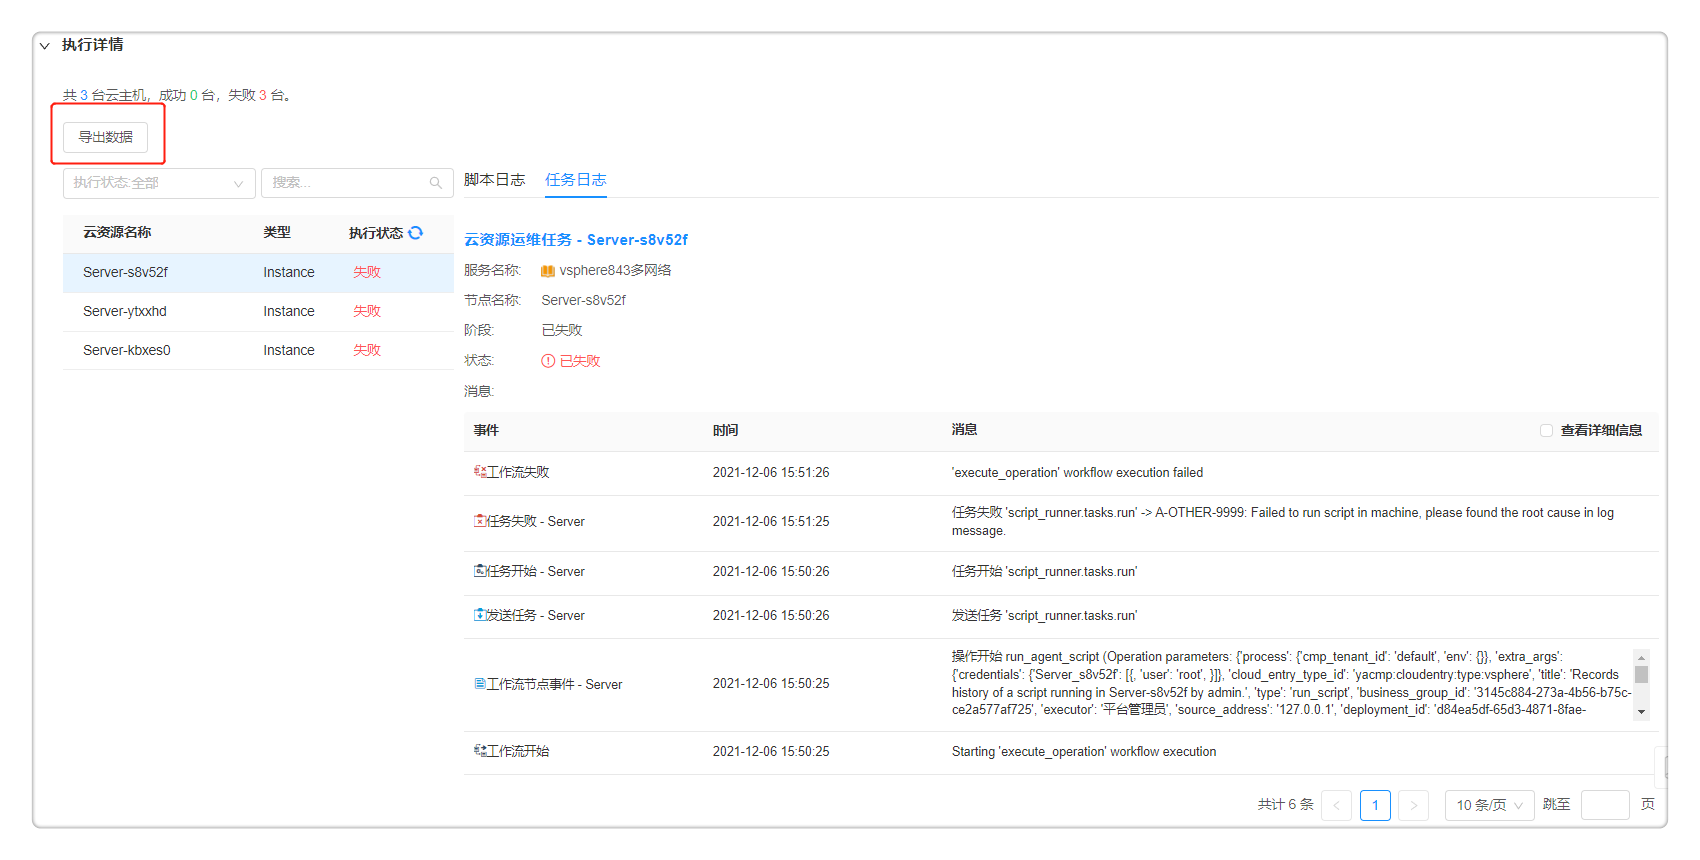 执行详情
共 3 台云主机，成功 0 台，失败 3 台。
导出数据
执行状态:全部
搜索...
云资源名称 类型 执行状态
Server-s8v52f Instance 失败
Server-ytxxhd Instance 失败
Server-kbxes0 Instance 失败
脚本日志 任务日志
云资源运维任务 - Server-s8v52f
服务名称: vsphere843多网络
节点名称: Server-s8v52f
阶段: 已失败
状态: 已失败
消息:
事件 时间 消息 查看详细信息
工作流失败 2021-12-06 15:51:26 'execute_operation' workflow execution failed
任务失败 - Server 2021-12-06 15:51:25 任务失败 'script_runner.tasks.run' -> A-OTHER-9999: Failed to run script in machine, please found the root cause in log
message.
任务开始 - Server 2021-12-06 15:50:26 任务开始 'script_runner.tasks.run'
发送任务 - Server 2021-12-06 15:50:26 发送任务 'script_runner.tasks.run'
工作流节点事件 - Server 2021-12-06 15:50:25 操作开始 run_agent_script (Operation parameters: {'process': {'cmp_tenant_id': 'default', 'env': {}}, 'extra_args':
{'credentials': {'Server_s8v52f': [{, 'user': 'root', }]}, 'cloud_entry_type_id': 'yacmp:cloudentry:type:vsphere', 'title': 'Records
history of a script running in Server-s8v52f by admin.', 'type': 'run_script', 'business_group_id': '3145c884-273a-4b56-b75c-
ce2a577af725', 'executor': '平台管理员', 'source_address': '127.0.0.1', 'deployment_id': 'd84ea5df-65d3-4871-8fae-
工作流开始 2021-12-06 15:50:25 Starting 'execute_operation' workflow execution
共计 6 条 < 1 > 10 条/页 跳至 页